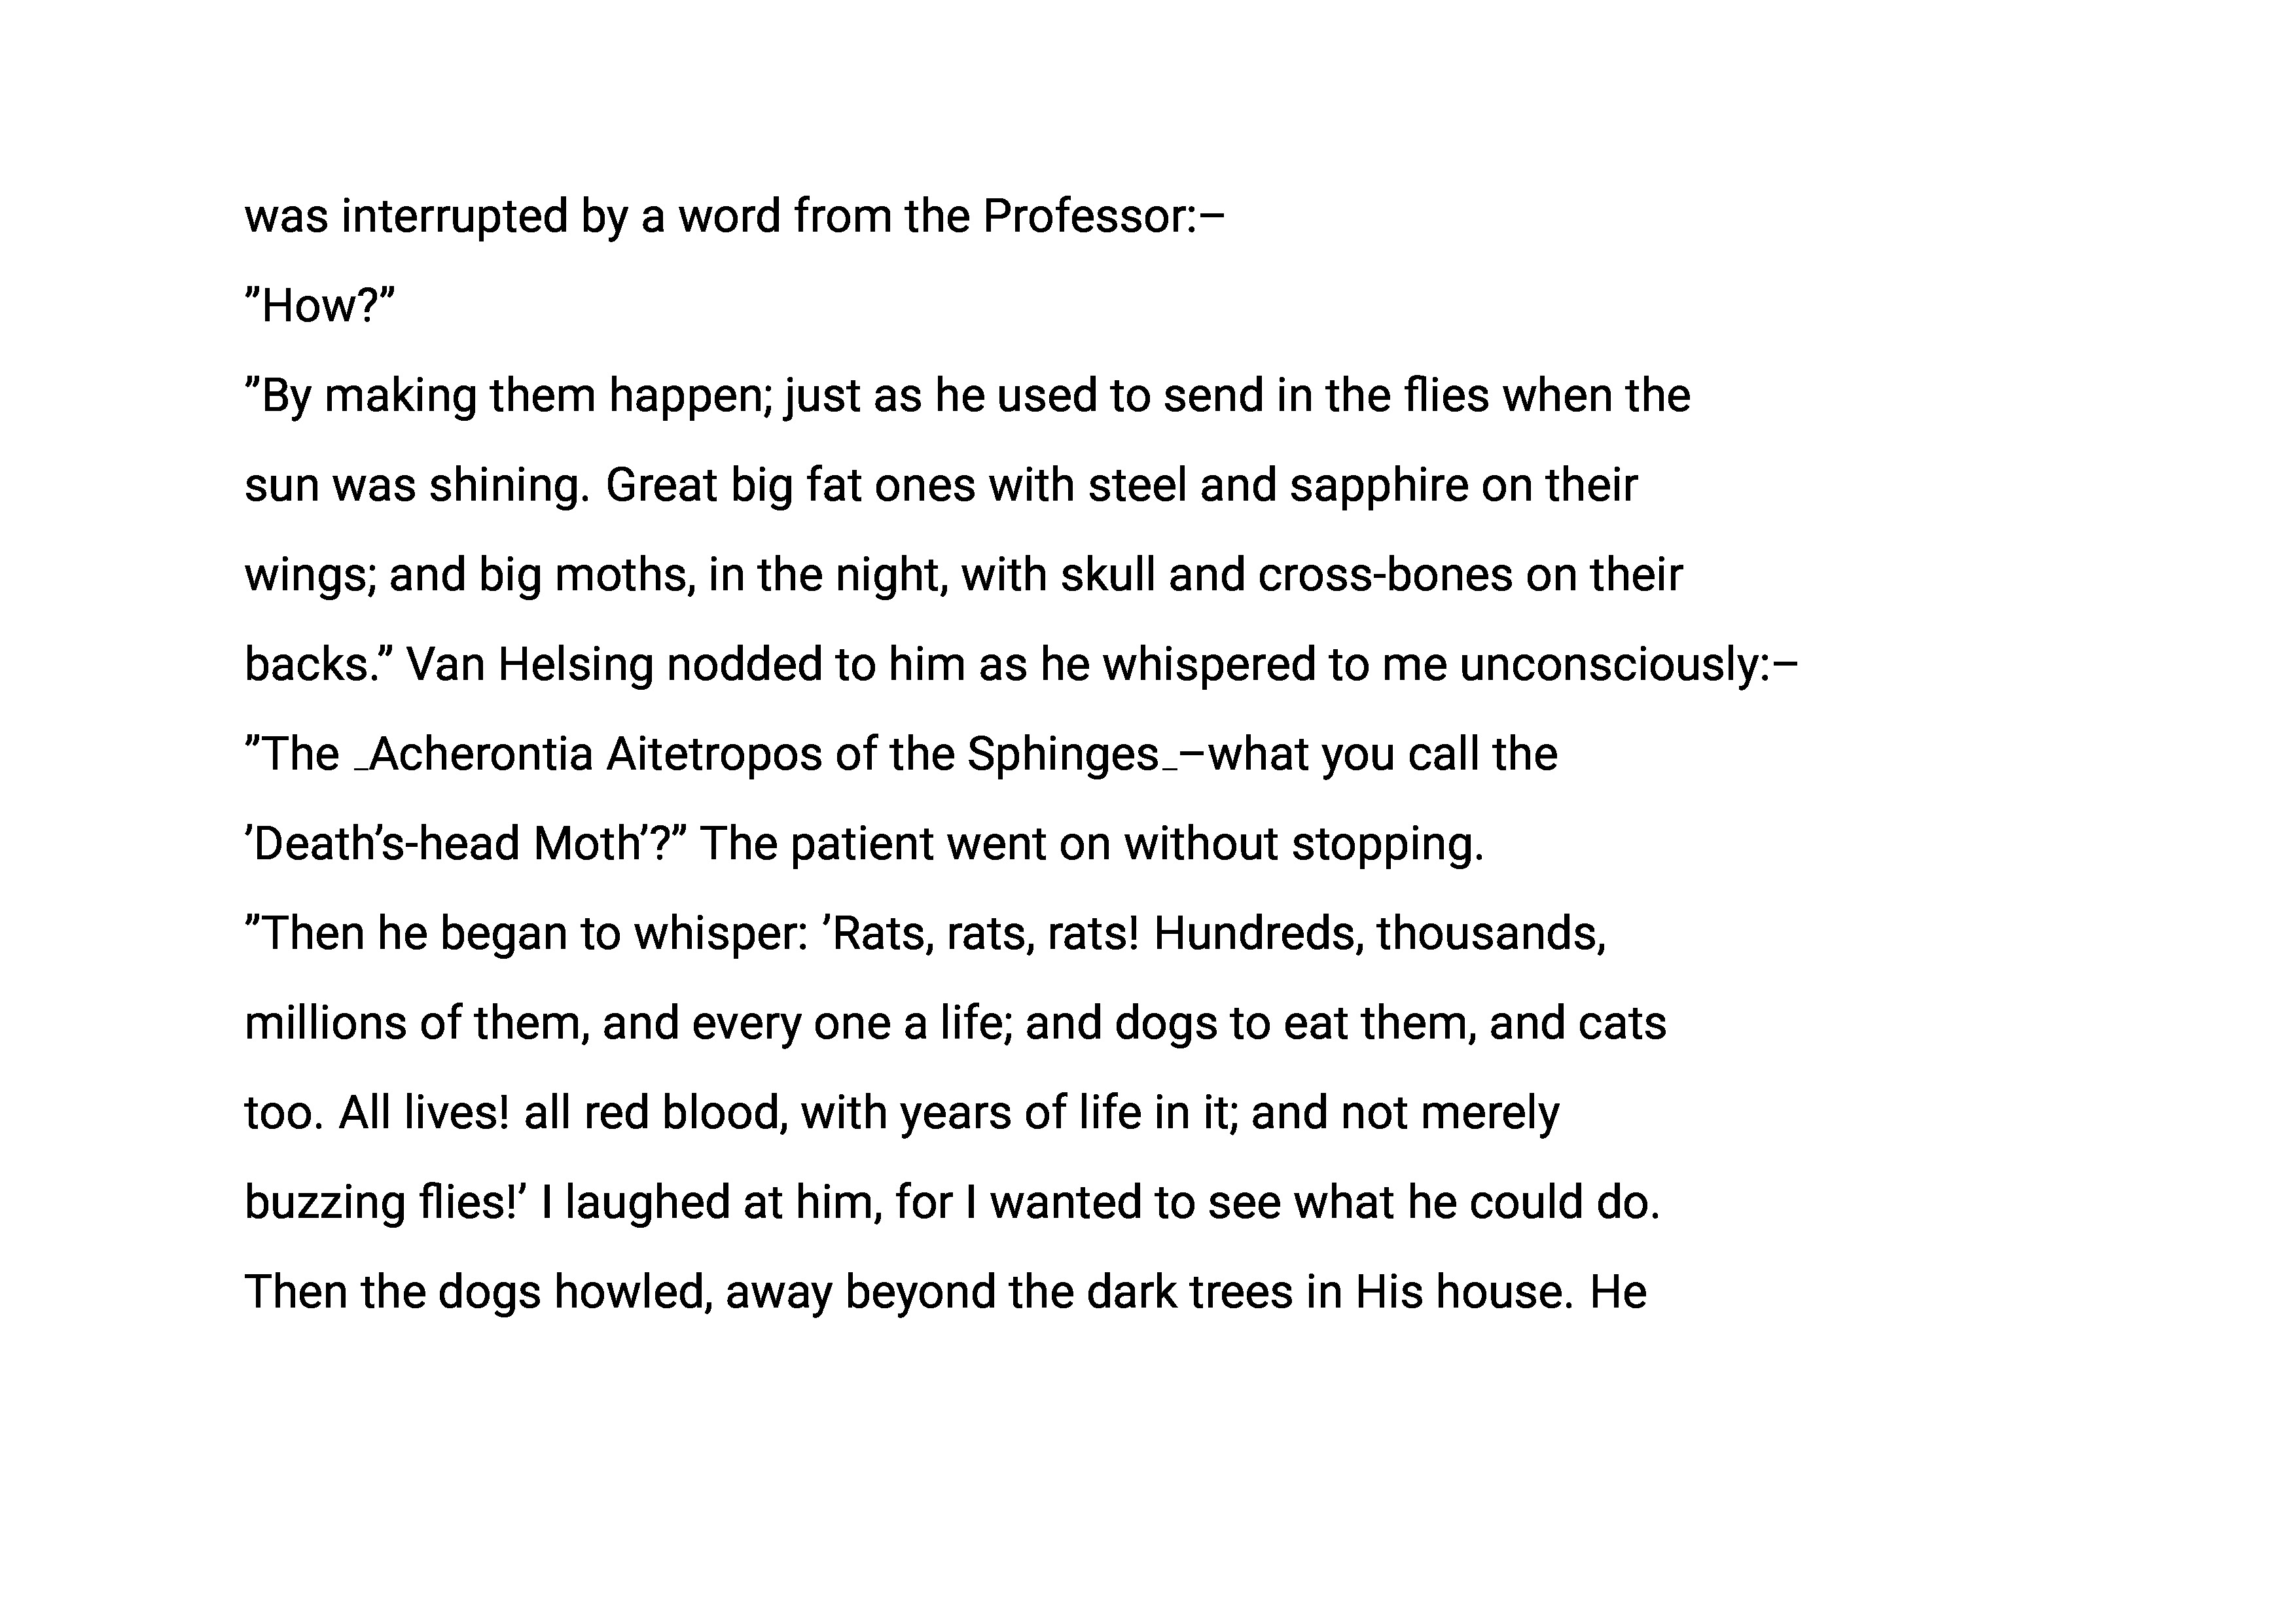 was interrupted by a word from the Professor:–
”How?”
”By making them happen; just as he used to send in the flies when the
sun was shining. Great big fat ones with steel and sapphire on their
wings; and big moths, in the night, with skull and cross-bones on their
backs.” Van Helsing nodded to him as he whispered to me unconsciously:–
”The _Acherontia Aitetropos of the Sphinges_–what you call the
’Death’s-head Moth’?” The patient went on without stopping.
”Then he began to whisper: ’Rats, rats, rats! Hundreds, thousands,
millions of them, and every one a life; and dogs to eat them, and cats
too. All lives! all red blood, with years of life in it; and not merely
buzzing flies!’ I laughed at him, for I wanted to see what he could do.
Then the dogs howled, away beyond the dark trees in His house. He